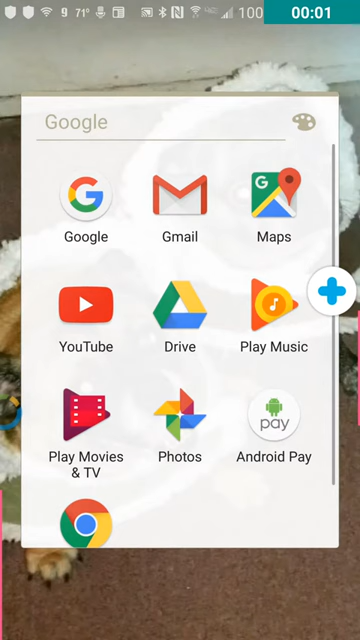 9 71° 100 00:01
Google
Google Gmail Maps
G
YouTube Drive Play Music
pay
Play Movies & TV Photos Android Pay